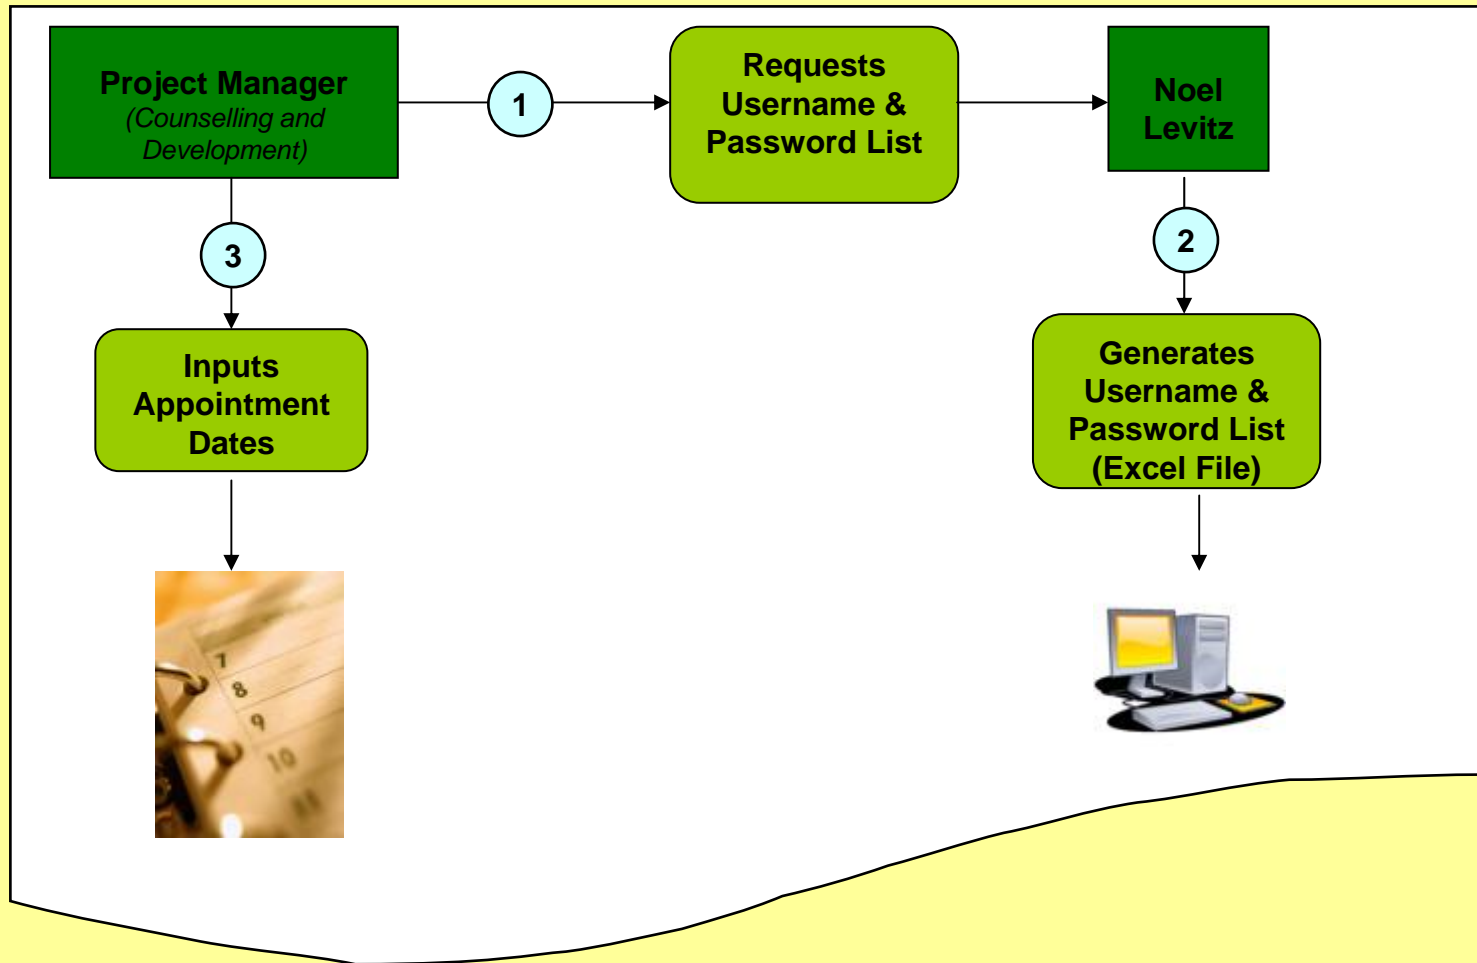 Project Manager
(Counselling and
Development)
1
Requests
Username &
Password List
Noel
Levitz
3
2
Inputs
Appointment
Dates
Generates
Username &
Password List
(Excel File)
7
8
9
10
11